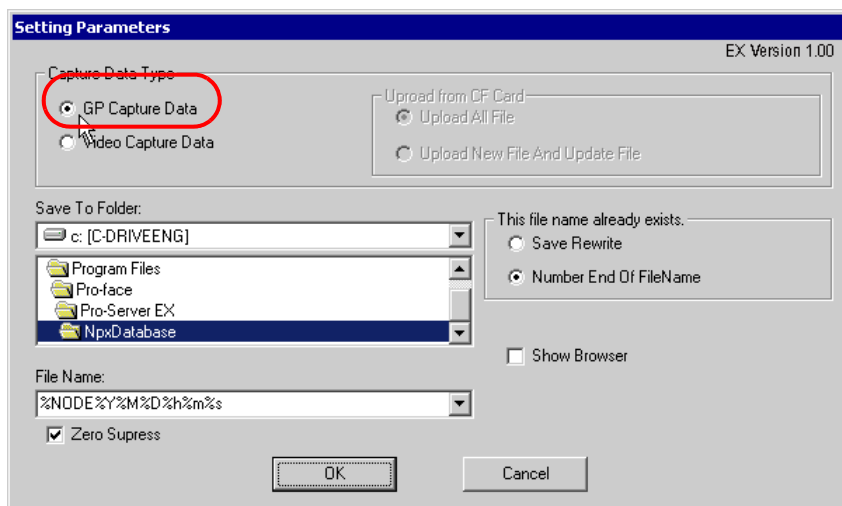 Setting Parameters
EX Version 1.00
Capture Data Type
GP Capture Data
Video Capture Data
Uproad from CF Card
Upload All File
Upload New File And Update File
Save To Folder:
c: [C-DRIVEENG]
Program Files
Pro-face
Pro-Server EX
NpxDatabase
This file name already exists.
Save Rewrite
Number End Of FileName
Show Browser
File Name:
%NODE%Y%M%D%h%m%s
Zero Supress
OK
Cancel